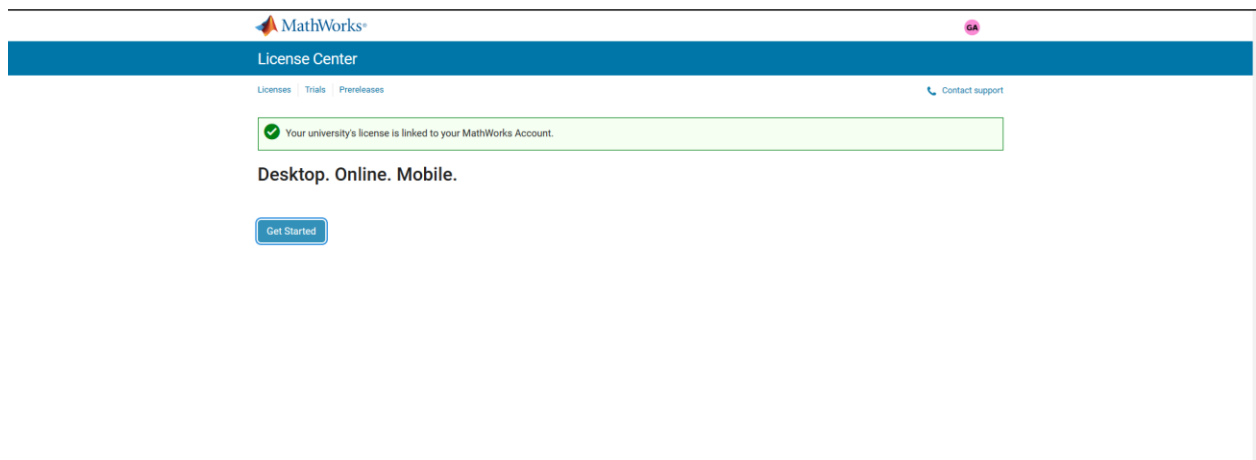 MathWorks®
GA
License Center
Licenses Trials Prereleases
Contact support
Your university's license is linked to your MathWorks Account.
Desktop. Online. Mobile.
Get Started